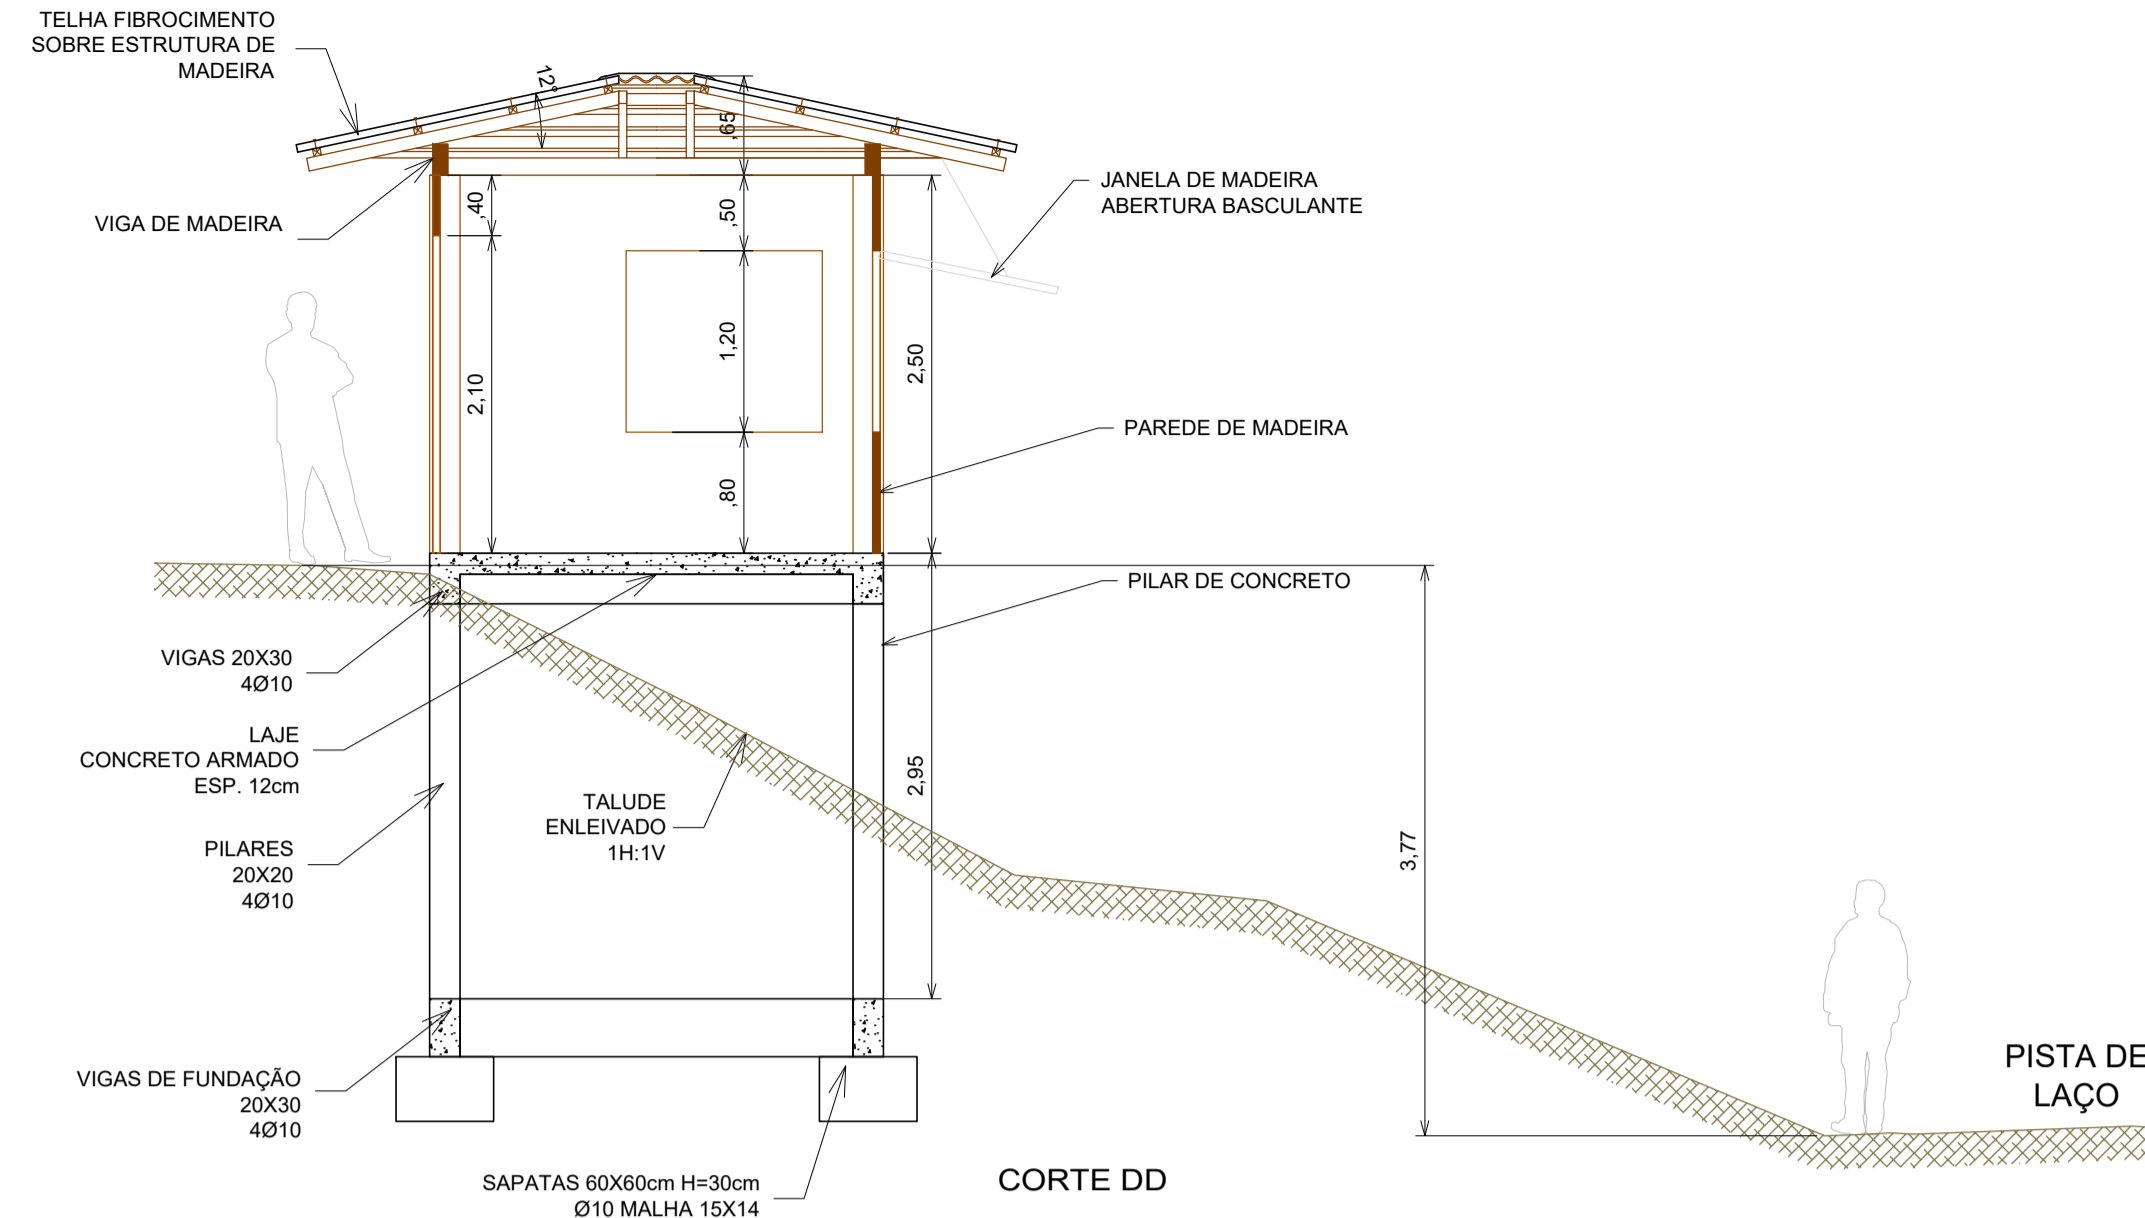 TELHA FIBROCIMENTO
SOBRE ESTRUTURA DE
MADEIRA
12°
,65
VIGA DE MADEIRA
,40
,50
JANELA DE MADEIRA
ABERTURA BASCULANTE
1,20
2,50
2,10
PAREDE DE MADEIRA
,80
PILAR DE CONCRETO
VIGAS 20X30
4Ø10
LAJE
CONCRETO ARMADO
ESP. 12cm
2,95
TALUDE
ENLEIVADO
1H:1V
3,77
PILARES
20X20
4Ø10
PISTA DE
LAÇO
VIGAS DE FUNDAÇÃO
20X30
4Ø10
SAPATAS 60X60cm H=30cm
Ø10 MALHA 15X14
CORTE DD